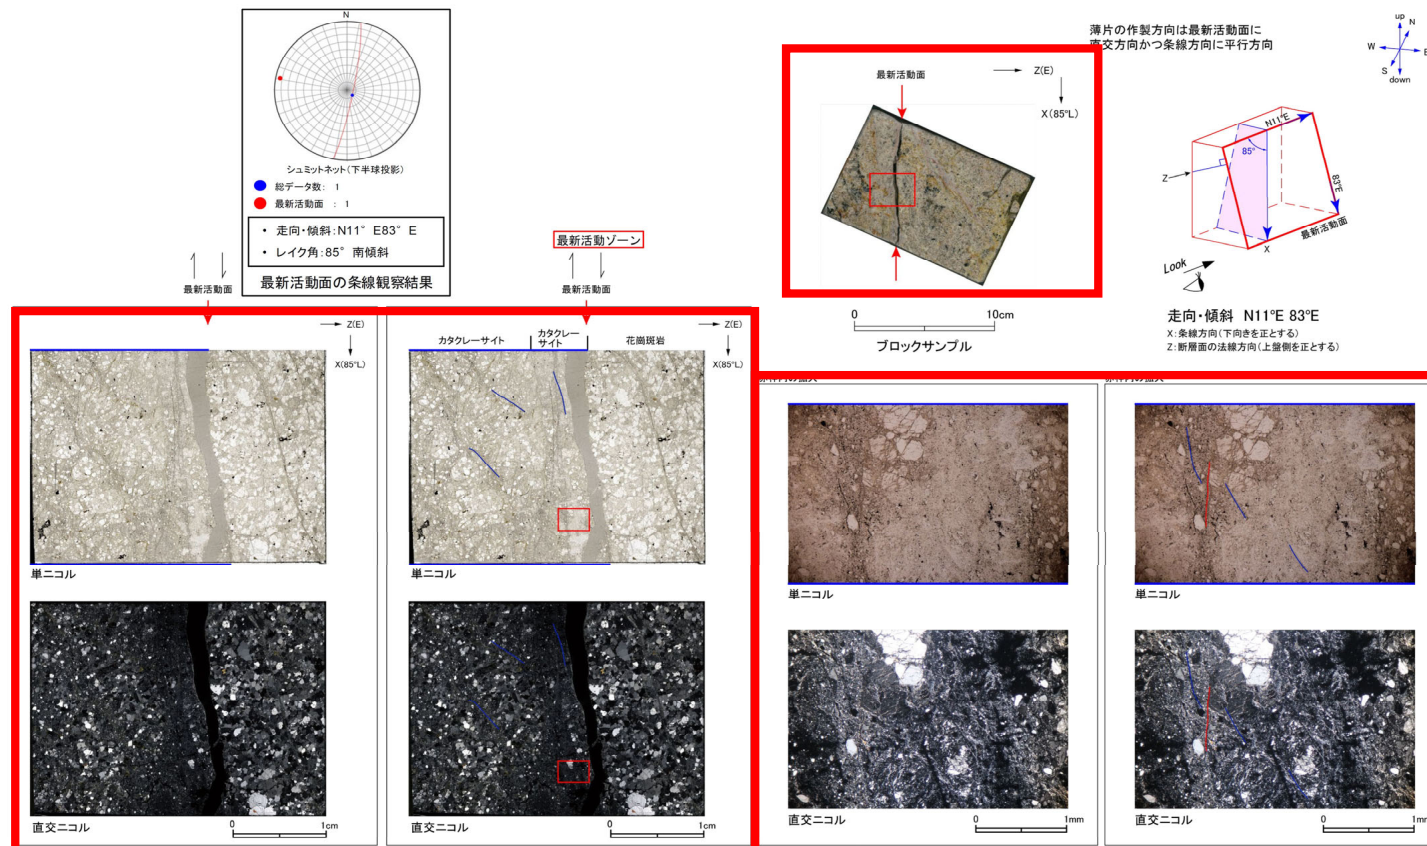 N
シュミットネット(下半球投影)
総データ数: 1
最新活動面 : 1
・ 走向・傾斜:N11°E83°E
・ レイク角:85° 南傾斜
最新活動面の条線観察結果
最新活動面
最新活動ゾーン
最新活動面
Z(E)
X(85°L)
単ニコル
直交ニコル
0 1cm
カタクレーサイト
カタクレー
サイト
花崗斑岩
Z(E)
X(85°L)
単ニコル
直交ニコル
0 1cm
最新活動面
Z(E)
X(85°L)
0 10cm
ブロックサンプル
薄片の作製方向は最新活動面に
直交方向かつ条線方向に平行方向
up
N
W
E
S
down
N11°E
85°
Z
83°E
最新活動面
X
Look
走向・傾斜 N11°E 83°E
X:条線方向(下向きを正とする)
Z:断層面の法線方向(上盤側を正とする)
単ニコル
直交ニコル
0 1mm
単ニコル
直交ニコル
0 1mm